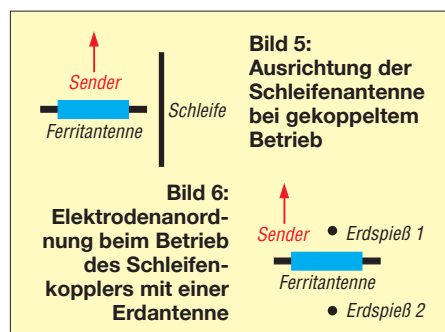 Sender
Ferritantenne
Schleife
Bild 5:
Ausrichtung der
Schleifenantenne
bei gekoppeltem
Betrieb
Bild 6:
Elektrodenanord-
nung beim Betrieb
des Schleifen-
kopplers mit einer
Erdantenne
Sender
Erdspieß 1
Ferritantenne
Erdspieß 2